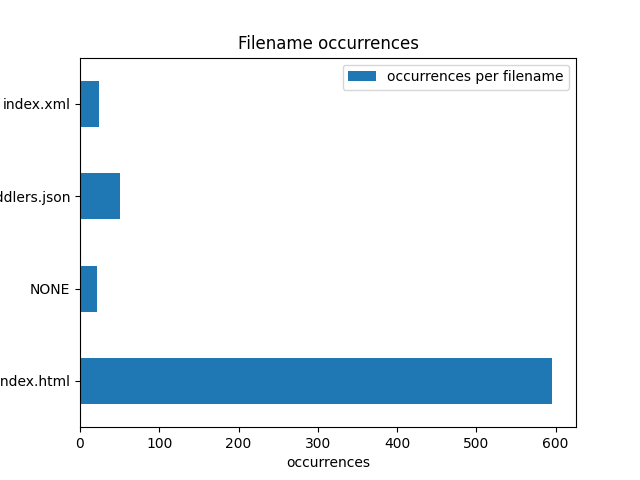 Filename occurrences
occurrences per filename
index.xml
ddlers.json
NONE
ndex.html
0 100 200 300 400 500 600
occurrences